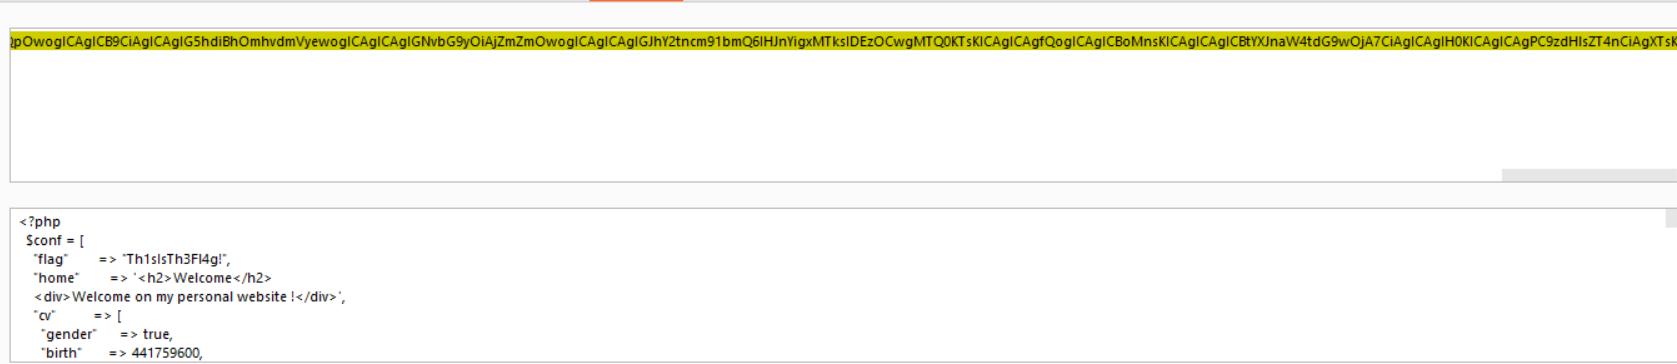 pOwogICAgICB9CiAgICAgIG5hdiBhOmhvdmVyewogICAgICAgIGNvbG9yOiAjZmZmOwogICAgICAgIGJhY2tncm91bmQ6IHJnYigxMTksIDEzOCwgMTQ0KTsKICAgICAgfQogICAgICBoMnsKICAgICAgICBtYXJnaW4tdG9wOjA7CiAgICAgIH0KICAgICAgPC9zdHlsZT4nCiAgXTsK
<?php
$conf = [
"flag" => "Th1sIsTh3Fl4g!",
"home" => '<h2>Welcome</h2>
<div>Welcome on my personal website !</div>',
"cv" => [
"gender" => true,
"birth" => 441759600,